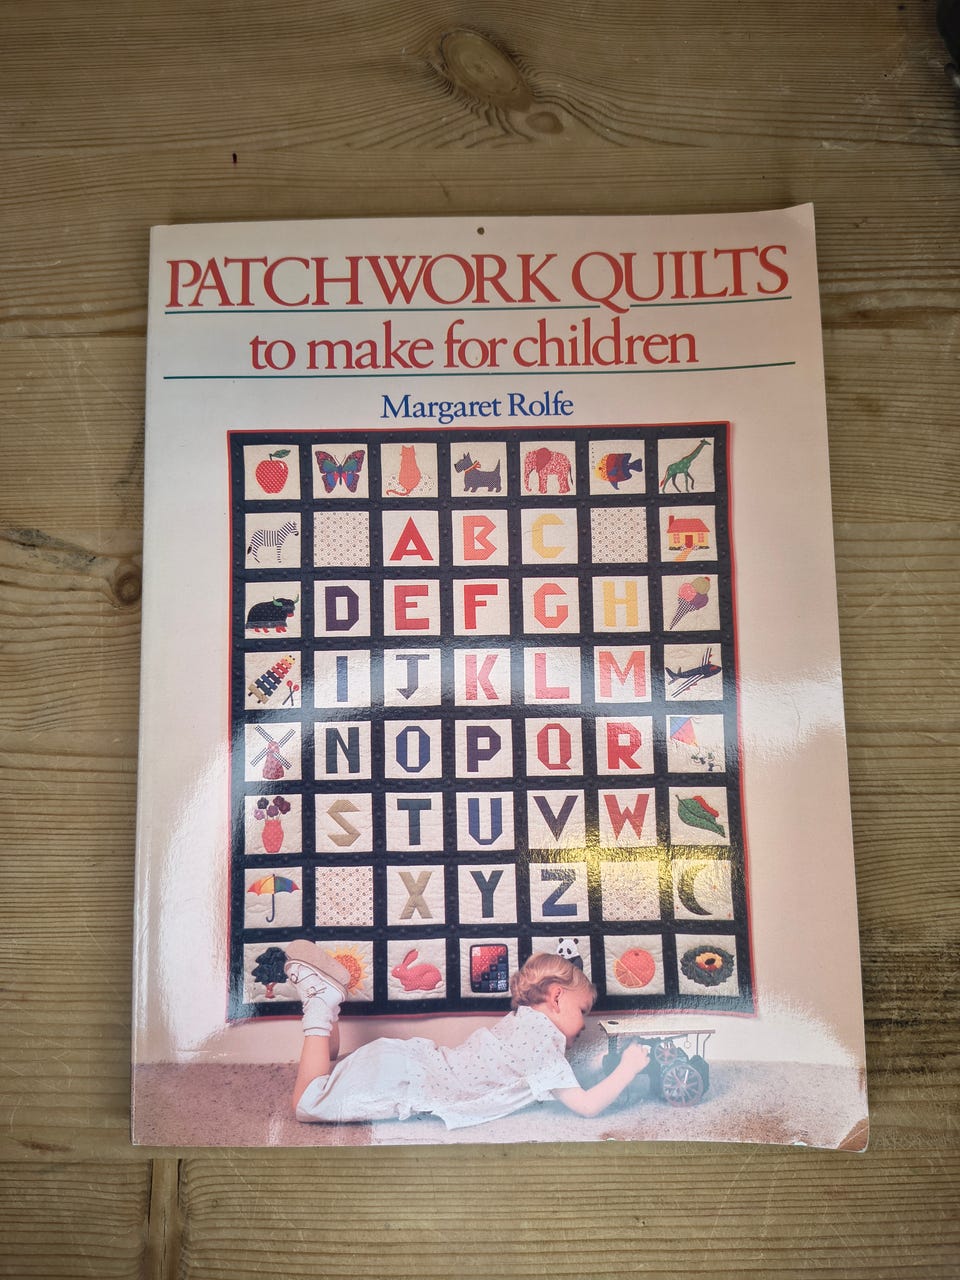 PATCHWORK QUILTS
to make for children
Margaret Rolfe
A B C
D E F G H
I J K L M
N O P Q R
S T U V W
X Y Z